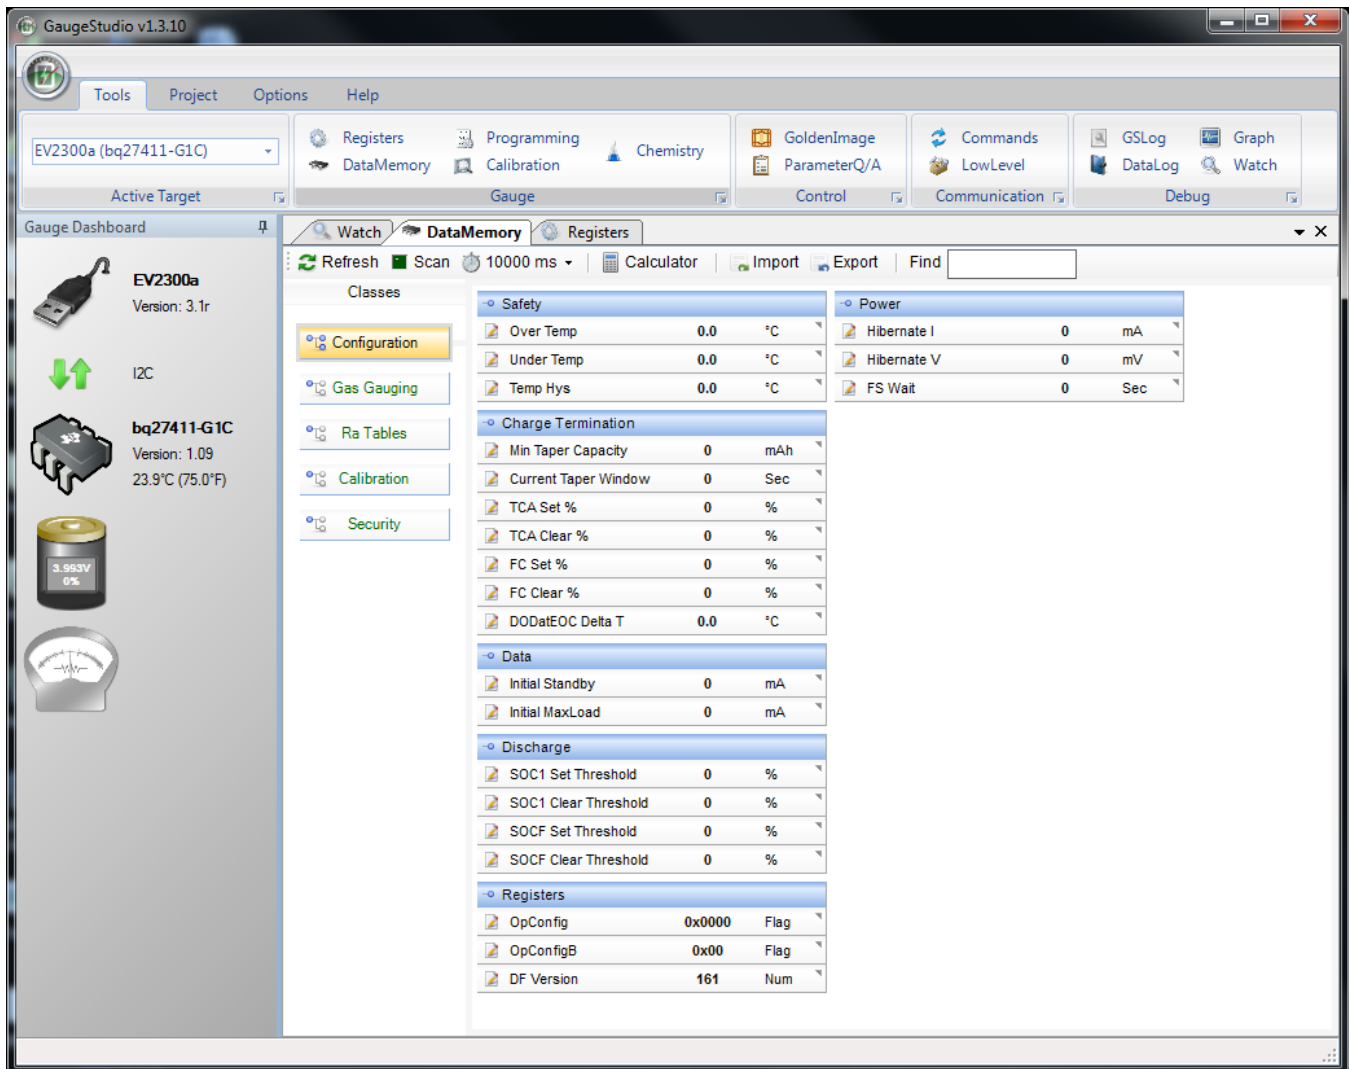 GaugeStudio v1.3.10
Tools Project Options Help
EV2300a (bq27411-G1C)
Active Target
Registers Programming
DataMemory Calibration
Chemistry
Gauge
GoldenImage
ParameterQ/A
Control
Commands
LowLevel
Communication
GSLog Graph
DataLog Watch
Debug
Gauge Dashboard
EV2300a
Version: 3.1r
I2C
bq27411-G1C
Version: 1.09
23.9°C (75.0°F)
3.993V
0%
Watch DataMemory Registers
Refresh Scan 10000 ms Calculator Import Export Find
Classes
Configuration
Gas Gauging
Ra Tables
Calibration
Security
Safety
Over Temp 0.0 °C
Under Temp 0.0 °C
Temp Hys 0.0 °C
Charge Termination
Min Taper Capacity 0 mAh
Current Taper Window 0 Sec
TCA Set % 0 %
TCA Clear % 0 %
FC Set % 0 %
FC Clear % 0 %
DODatEOC Delta T 0.0 °C
Data
Initial Standby 0 mA
Initial MaxLoad 0 mA
Discharge
SOC1 Set Threshold 0 %
SOC1 Clear Threshold 0 %
SOCF Set Threshold 0 %
SOCF Clear Threshold 0 %
Registers
OpConfig 0x0000 Flag
OpConfigB 0x00 Flag
DF Version 161 Num
Power
Hibernate I 0 mA
Hibernate V 0 mV
FS Wait 0 Sec